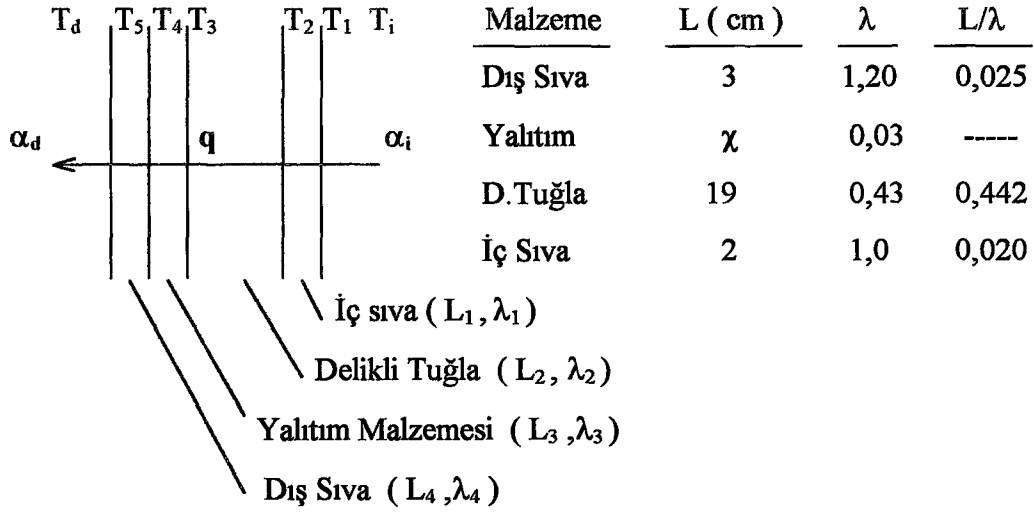 T_d T_5 T_4 T_3 T_2 T_1 T_i
α_d q α_i
Malzeme L ( cm ) λ L/λ
Dış Sıva 3 1,20 0,025
Yalıtım χ 0,03 -----
D.Tuğla 19 0,43 0,442
İç Sıva 2 1,0 0,020
İç sıva ( L_1 , λ_1 )
Delikli Tuğla ( L_2 , λ_2 )
Yalıtım Malzemesi ( L_3 , λ_3 )
Dış Sıva ( L_4 , λ_4 )